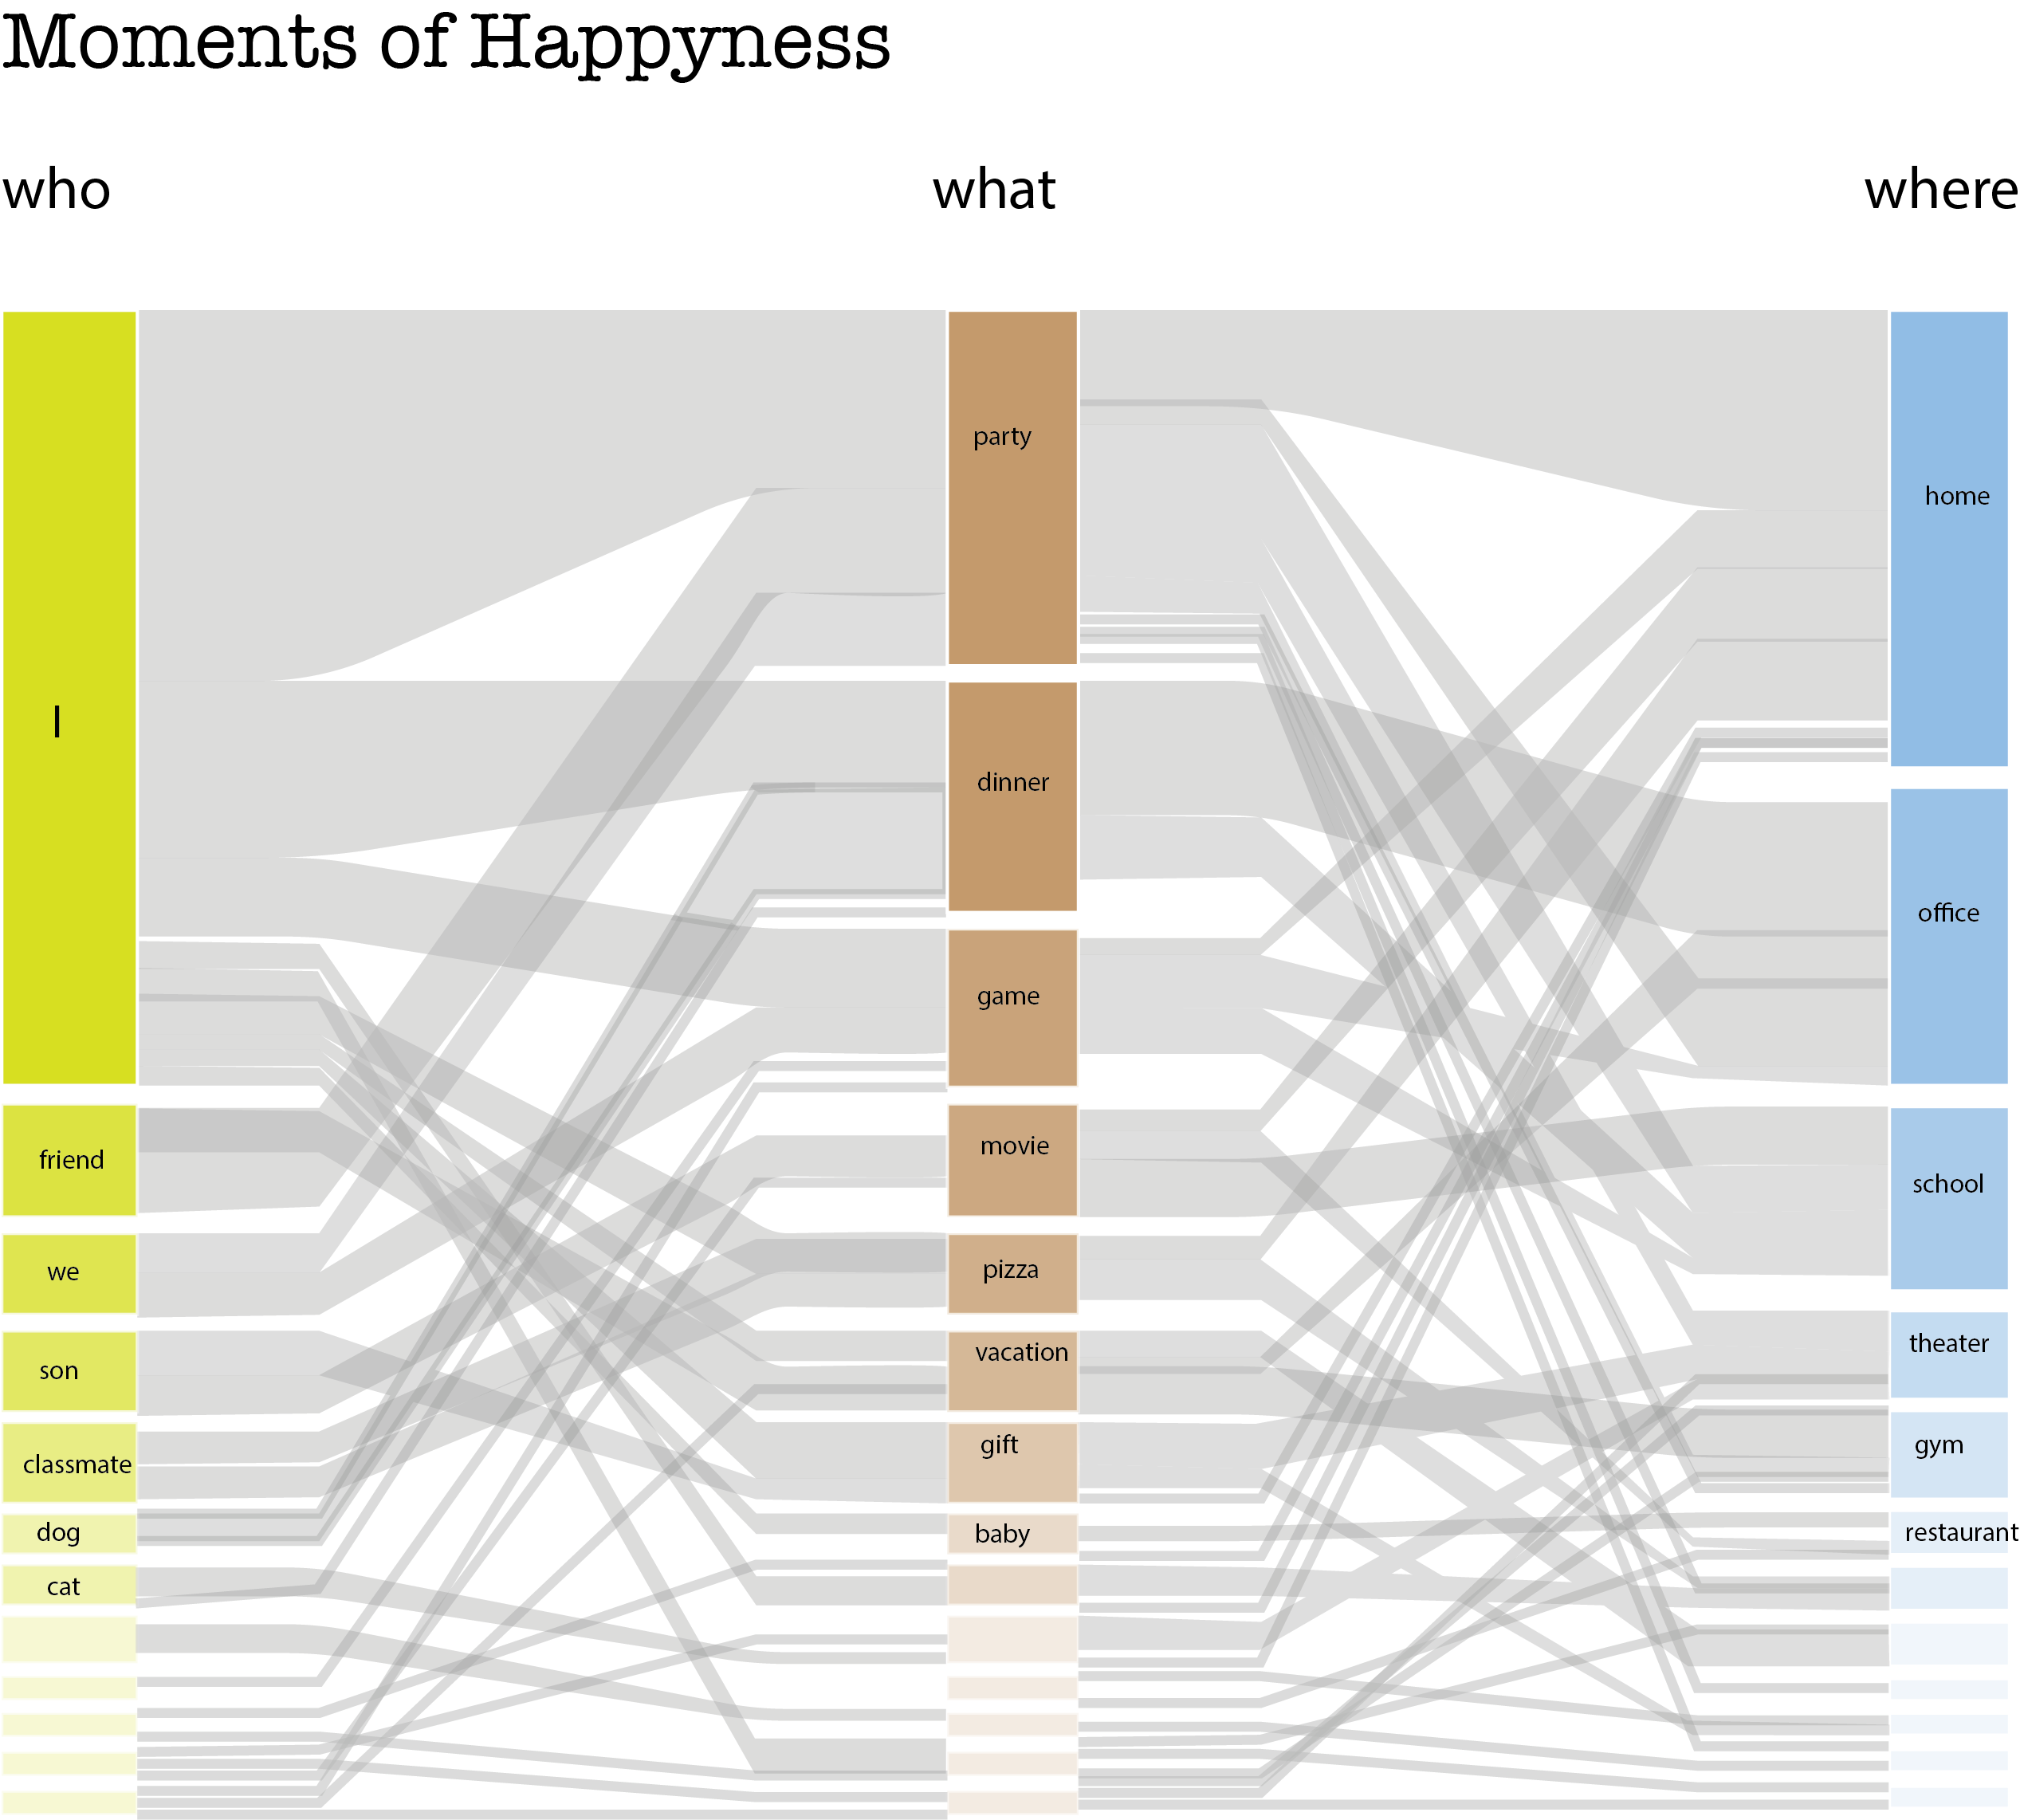 Moments of Happyness
who what where
I
friend
we
son
classmate
dog
cat
party
dinner
game
movie
pizza
vacation
gift
baby
home
office
school
theater
gym
restaurant